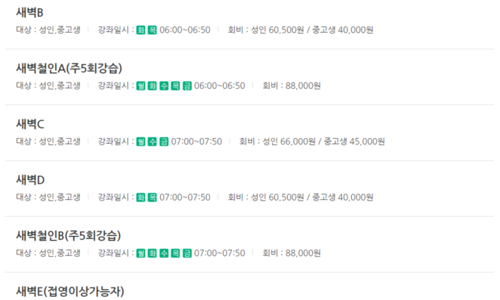 새벽B
대상 : 성인,중고생 강좌일시 : 화 목 06:00~06:50 회비 : 성인 60,500원 / 중고생 40,000원
새벽철인A(주5회강습)
대상 : 성인,중고생 강좌일시 : 월 화 수 목 금 06:00~06:50 회비 : 88,000원
새벽C
대상 : 성인,중고생 강좌일시 : 월 수 금 07:00~07:50 회비 : 성인 66,000원 / 중고생 45,000원
새벽D
대상 : 성인,중고생 강좌일시 : 화 목 07:00~07:50 회비 : 성인 60,500원 / 중고생 40,000원
새벽철인B(주5회강습)
대상 : 성인,중고생 강좌일시 : 월 화 수 목 금 07:00~07:50 회비 : 88,000원
새벽E(접영이상가능자)